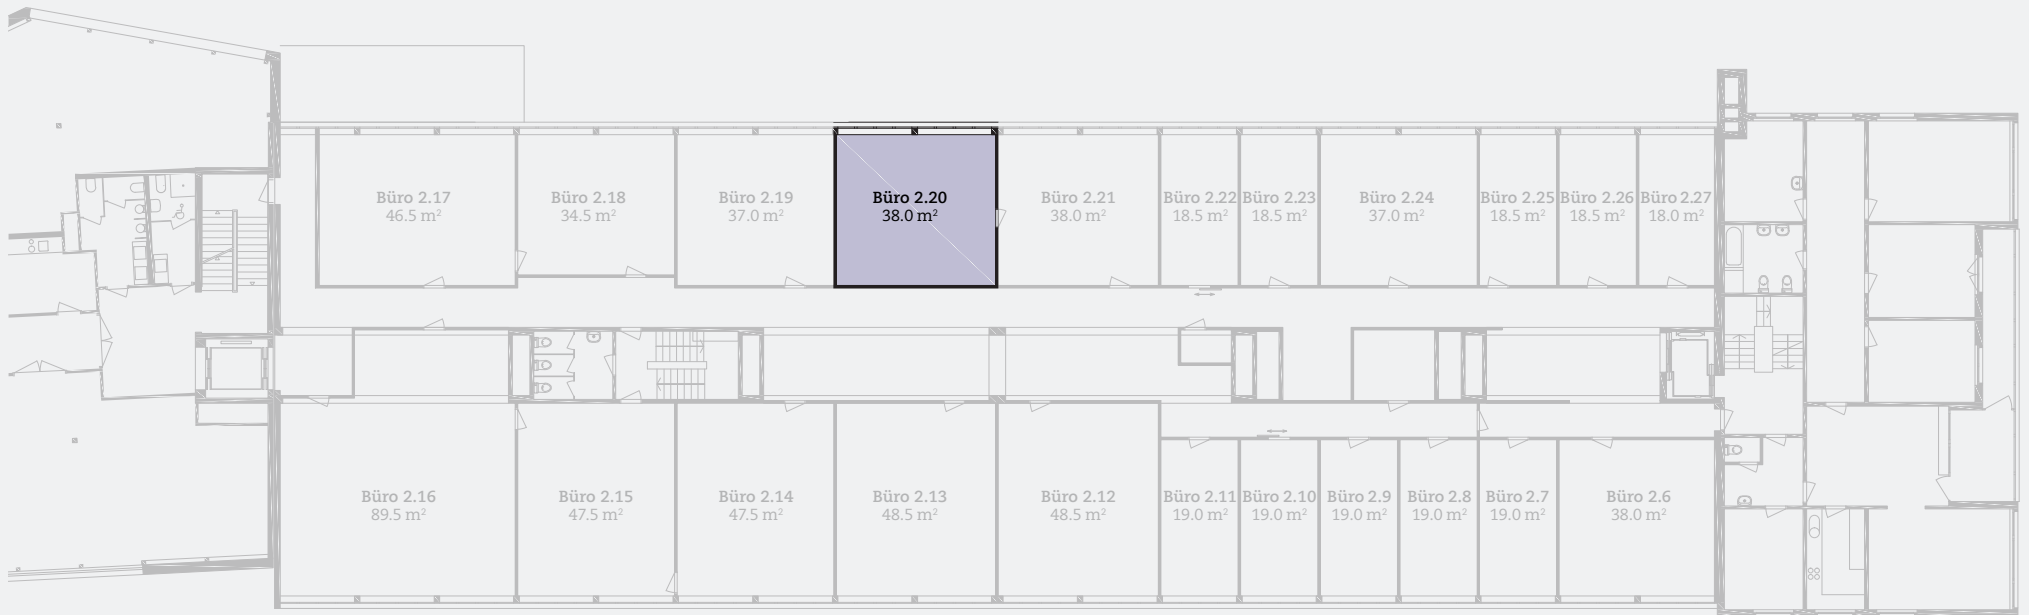 Büro 2.17
46.5 m²
Büro 2.18
34.5 m²
Büro 2.19
37.0 m²
Büro 2.20
38.0 m²
Büro 2.21
38.0 m²
Büro 2.22
18.5 m²
Büro 2.23
18.5 m²
Büro 2.24
37.0 m²
Büro 2.25
18.5 m²
Büro 2.26
18.5 m²
Büro 2.27
18.0 m²
Büro 2.16
89.5 m²
Büro 2.15
47.5 m²
Büro 2.14
47.5 m²
Büro 2.13
48.5 m²
Büro 2.12
48.5 m²
Büro 2.11
19.0 m²
Büro 2.10
19.0 m²
Büro 2.9
19.0 m²
Büro 2.8
19.0 m²
Büro 2.7
19.0 m²
Büro 2.6
38.0 m²